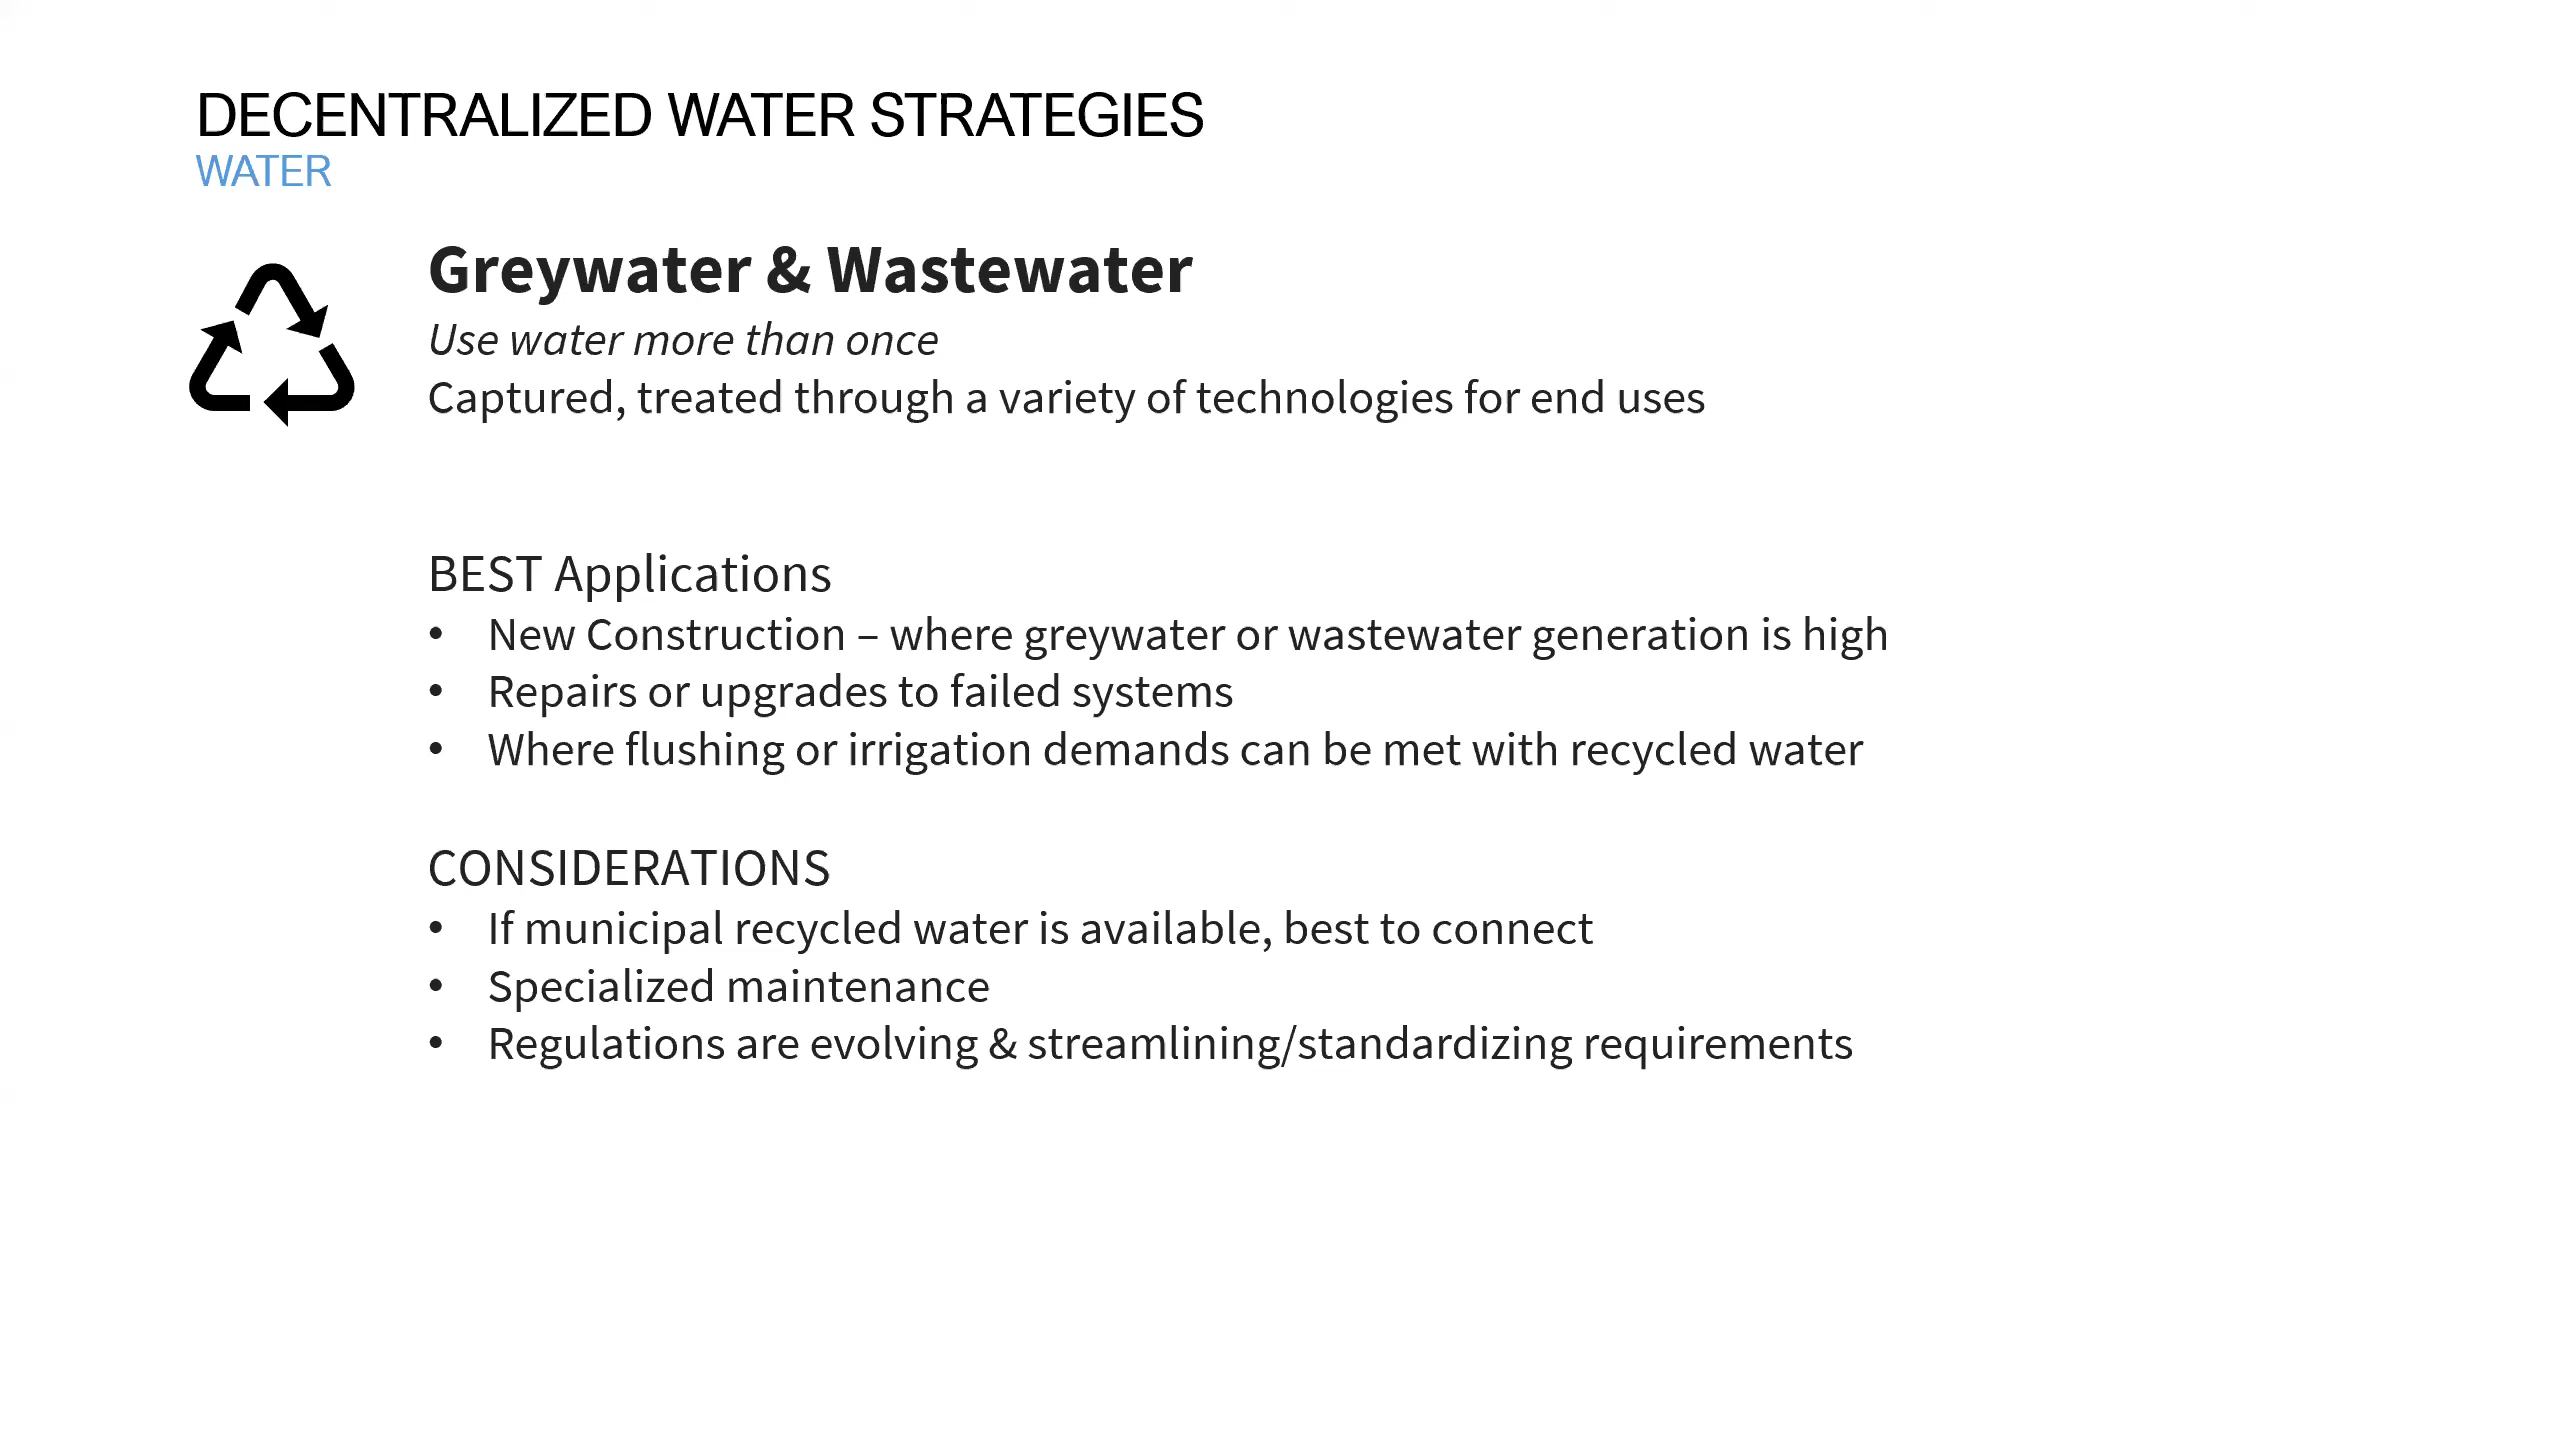 DECENTRALIZED WATER STRATEGIES
WATER
Greywater & Wastewater
Use water more than once
Captured, treated through a variety of technologies for end uses
BEST Applications
• New Construction – where greywater or wastewater generation is high
• Repairs or upgrades to failed systems
• Where flushing or irrigation demands can be met with recycled water
CONSIDERATIONS
• If municipal recycled water is available, best to connect
• Specialized maintenance
• Regulations are evolving & streamlining/standardizing requirements